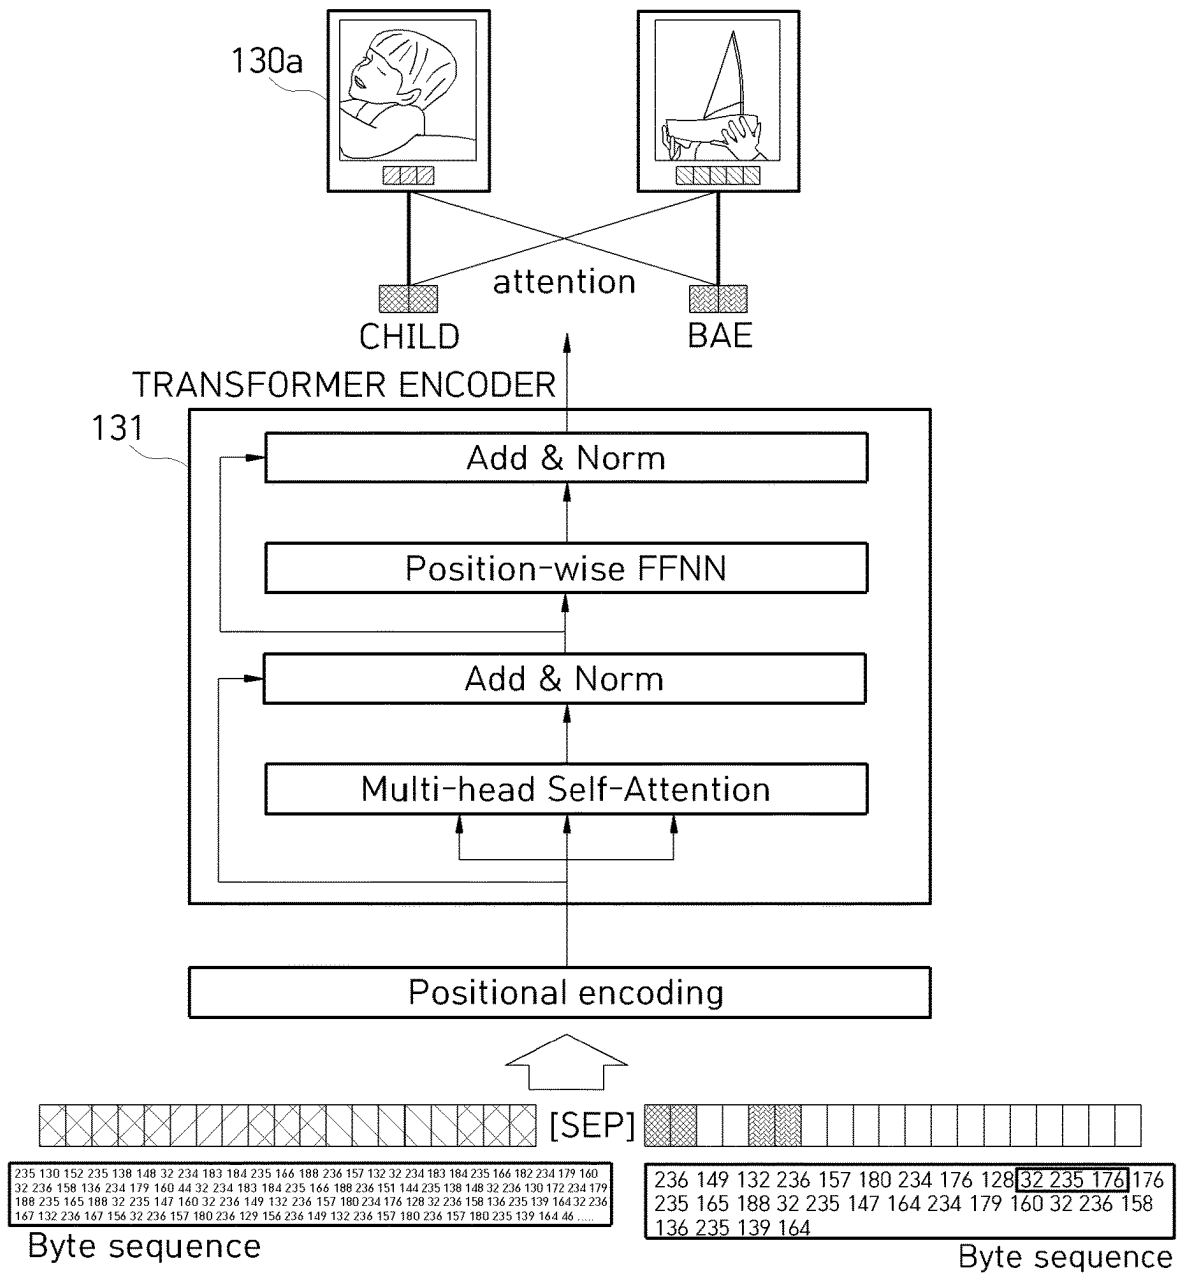 130a
attention
CHILD
BAE
TRANSFORMER ENCODER
131
Add & Norm
Position-wise FFNN
Add & Norm
Multi-head Self-Attention
Positional encoding
[SEP]
235 130 152 235 138 148 32 234 183 184 235 166 188 236 157 132 32 234 183 184 235 166 182 234 179 160
32 236 158 136 234 179 160 44 32 234 183 184 235 166 188 236 151 144 235 138 148 32 236 130 172 234 179
188 235 165 188 32 235 147 160 32 236 149 132 236 157 180 234 176 128 32 236 158 136 235 139 164 32 236
167 132 236 167 156 32 236 157 180 236 129 156 236 149 132 236 157 180 236 157 180 235 139 164 46 .....
Byte sequence
236 149 132 236 157 180 234 176 128 32 235 176 176
235 165 188 32 235 147 164 234 179 160 32 236 158
136 235 139 164
Byte sequence